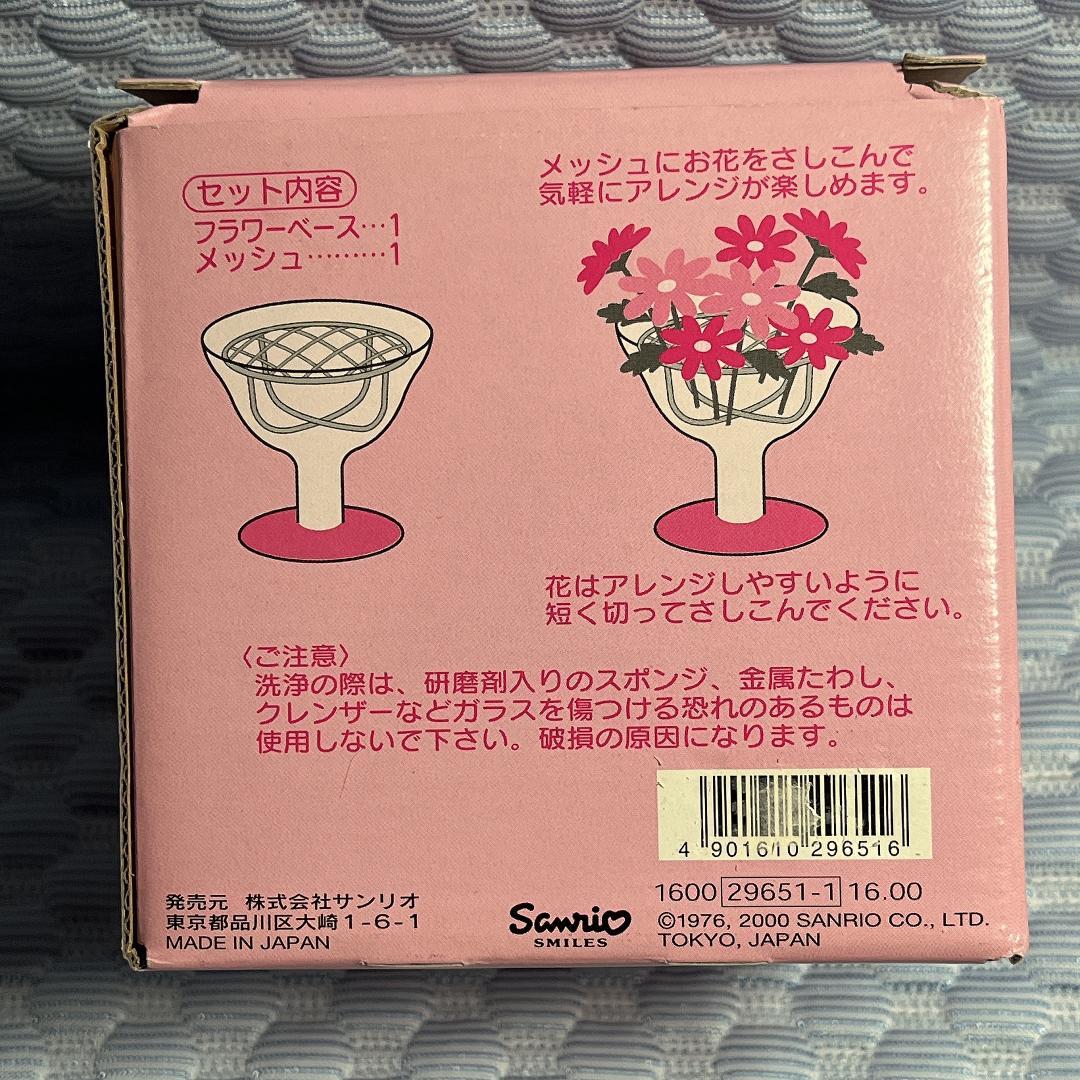 セット内容
フラワーベース…1
メッシュ………1
メッシュにお花をさしこんで
気軽にアレンジが楽しめます。
花はアレンジしやすいように
短く切ってさしこんでください。
〈ご注意〉
洗浄の際は、研磨剤入りのスポンジ、金属たわし、
クレンザーなどガラスを傷つける恐れのあるものは
使用しないで下さい。破損の原因になります。
4 901610 296516
1600 29651-1 16.00
©1976, 2000 SANRIO CO., LTD.
TOKYO, JAPAN
Sanrio
SMILES
発売元 株式会社サンリオ
東京都品川区大崎1-6-1
MADE IN JAPAN